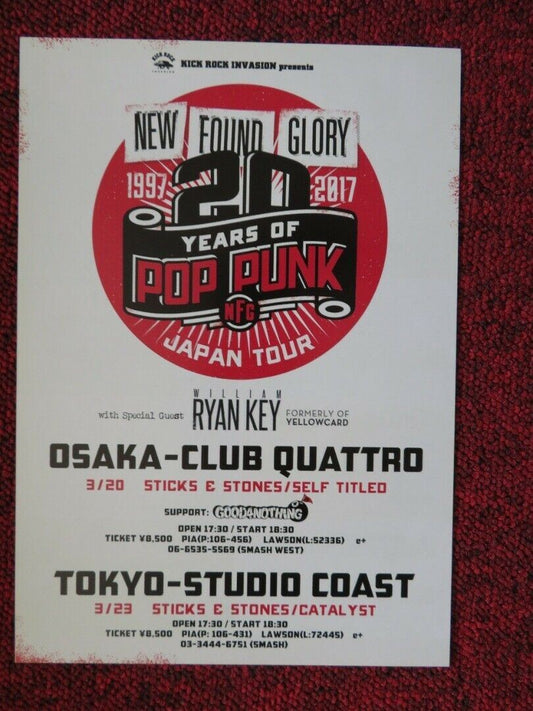 KICK ROCK
INVASION
KICK ROCK INVASION presents
NEW FOUND GLORY
1997 20 2017
YEARS OF
POP PUNK
NFG
JAPAN TOUR
with Special Guest WILLIAM RYAN KEY FORMERLY OF YELLOWCARD
OSAKA-CLUB QUATTRO
3/20 STICKS & STONES/SELF TITLED
SUPPORT: GOOD4NOTHING
OPEN 17:30 / START 18:30
TICKET ¥8,500 PIA(P:106-456) LAWSON(L:52336) e+
06-6535-5569 (SMASH WEST)
TOKYO-STUDIO COAST
3/23 STICKS & STONES/CATALYST
OPEN 17:30 / START 18:30
TICKET ¥8,500 PIA(P: 106-431) LAWSON(L:72445) e+
03-3444-6751 (SMASH)